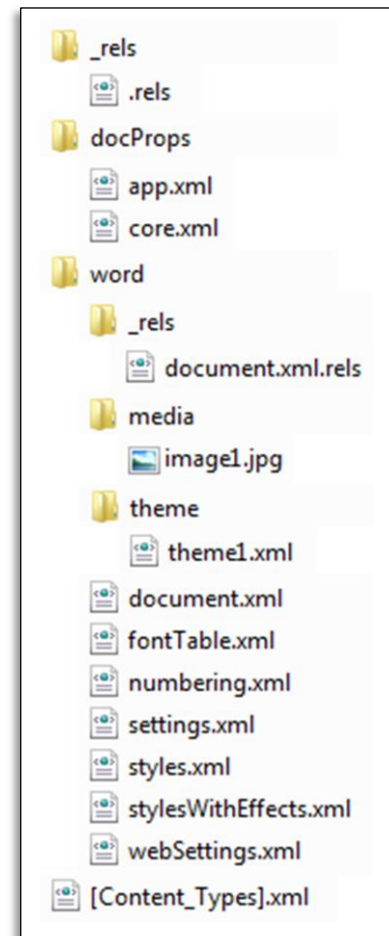 _rels
.rels
docProps
app.xml
core.xml
word
_rels
document.xml.rels
media
image1.jpg
theme
theme1.xml
document.xml
fontTable.xml
numbering.xml
settings.xml
styles.xml
stylesWithEffects.xml
webSettings.xml
[Content_Types].xml